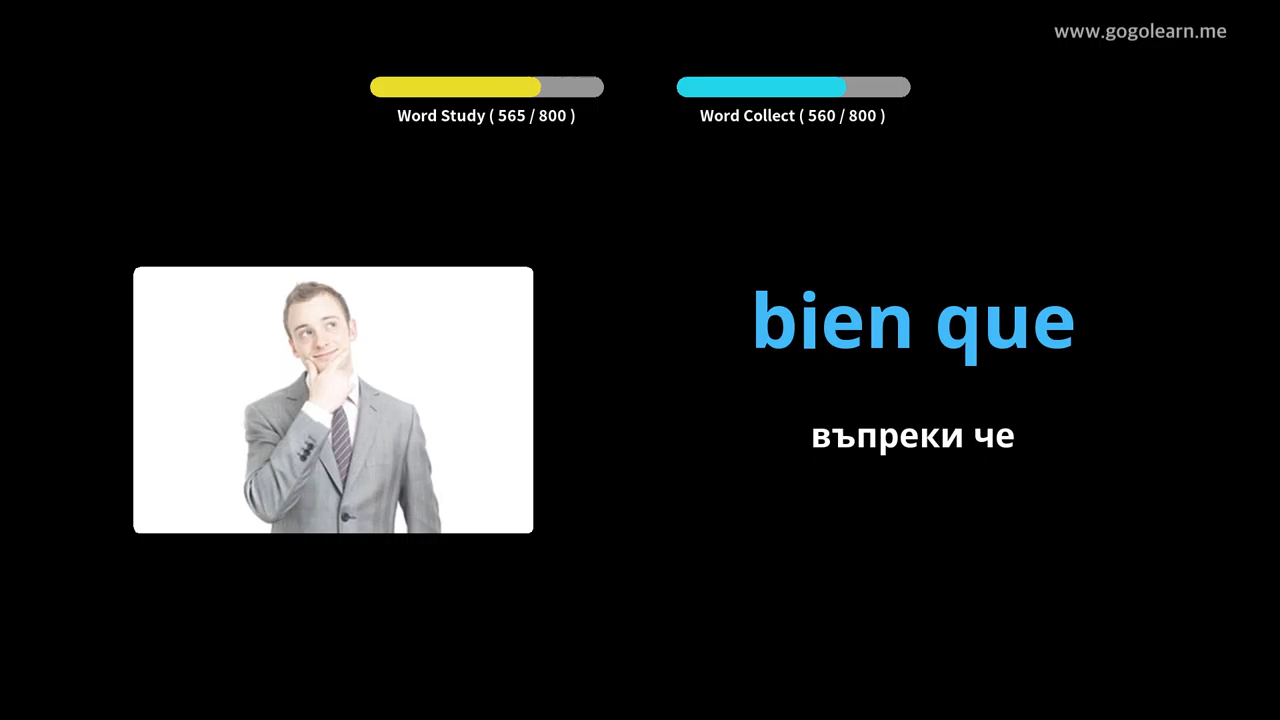 www.gogolearn.me
Word Study ( 565 / 800 )
Word Collect ( 560 / 800 )
bien que
въпреки че